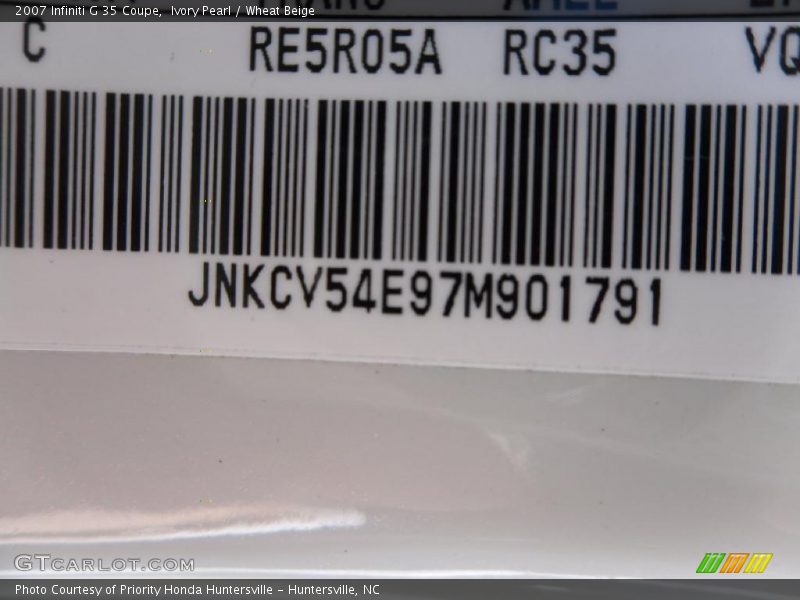 2007 Infiniti G 35 Coupe, Ivory Pearl / Wheat Beige
C RE5R05A RC35 VQ
JNKCV54E97M901791
GTCARLOT.COM
Photo Courtesy of Priority Honda Huntersville – Huntersville, NC